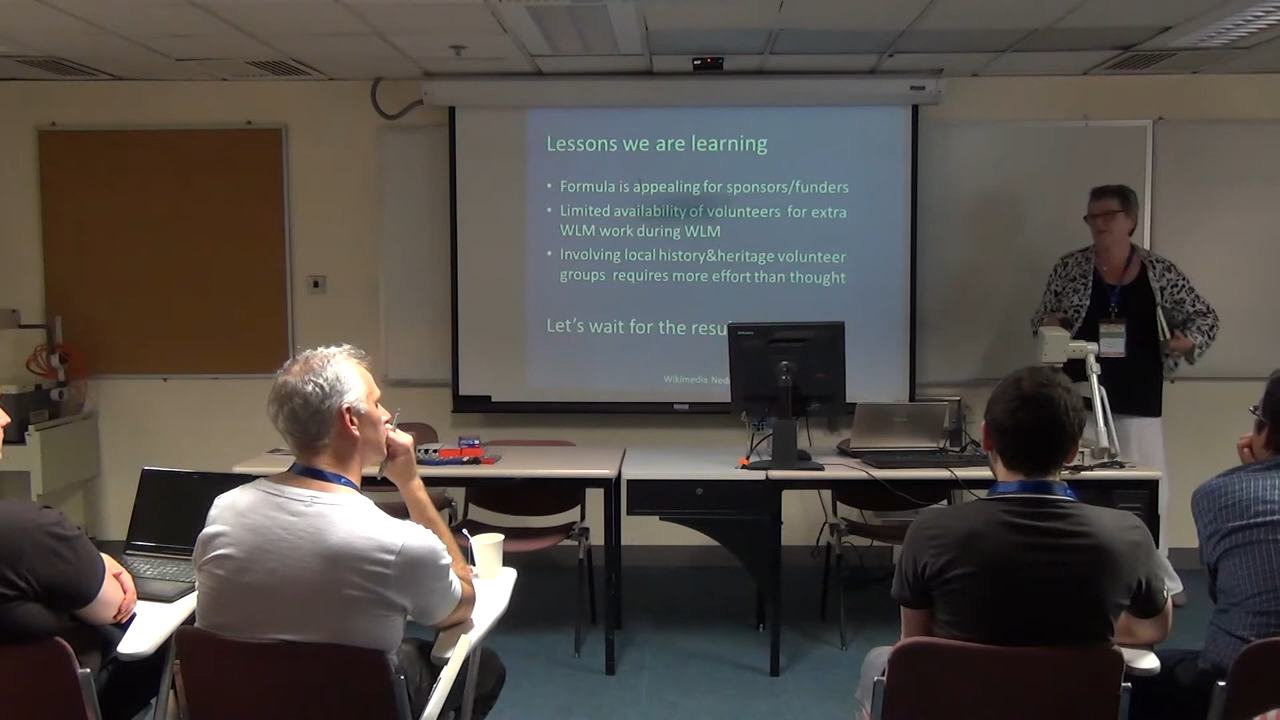 Lessons we are learning
• Formula is appealing for sponsors/funders
• Limited availability of volunteers for extra
WLM work during WLM
• Involving local history&heritage volunteer
groups requires more effort than thought
Let's wait for the
Wikimedia